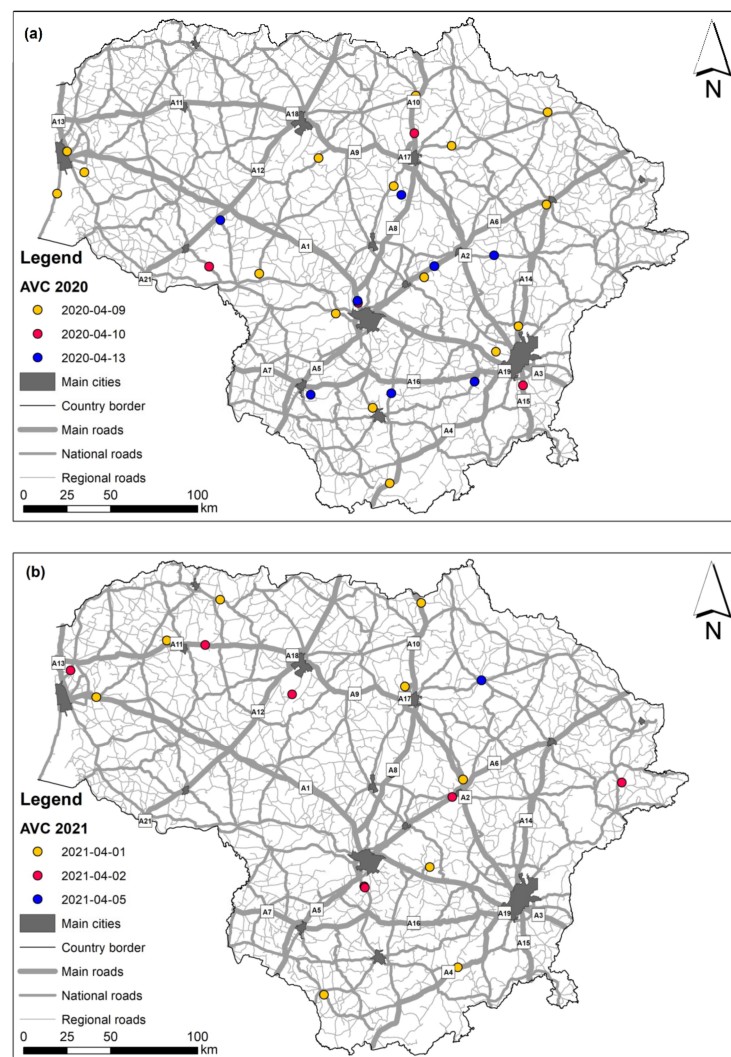 (a)
N
A10
A11
A18
A13
A9
A17
A12
A6
A8
A1
A2
A14
A21
Legend
AVC 2020
2020-04-09
2020-04-10
2020-04-13
Main cities
Country border
Main roads
National roads
Regional roads
0 25 50 100
km
A7
A5
A16
A19
A3
A15
A4
(b)
N
A10
A11
A18
A13
A9
A17
A12
A6
A8
A1
A2
A14
A21
Legend
AVC 2021
2021-04-01
2021-04-02
2021-04-05
Main cities
Country border
Main roads
National roads
Regional roads
0 25 50 100
km
A7
A5
A16
A19
A3
A15
A4